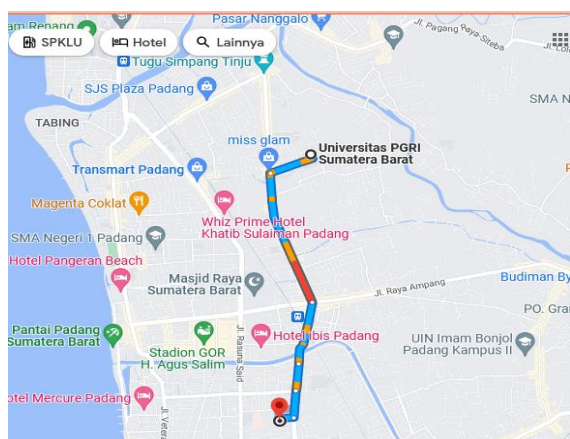 Pasar Nanggalo
am Renang
SPKLU
Hotel
Lainnya
Jl. Pagang Raya-Siteba
Tugu Simpang Tinju
SJS Plaza Padang
SMA N
TABING
miss glam
Universitas PGRI
Sumatera Barat
Transmart Padang
Magenta Coklat
Whiz Prime Hotel
Khatib Sulaiman Padang
SMA Negeri 1 Padang
Hotel Pangeran Beach
Masjid Raya
Sumatera Barat
Budiman By
Jl. Raya Ampang
PO. Gran
Pantai Padang
Sumatera Barat
Stadion GOR
H. Agus Salim
Jl. Rasuna Said
Hotel Ibis Padang
UIN Imam Bonjol
Padang Kampus II
otel Mercure Padang
Jl. Vetera